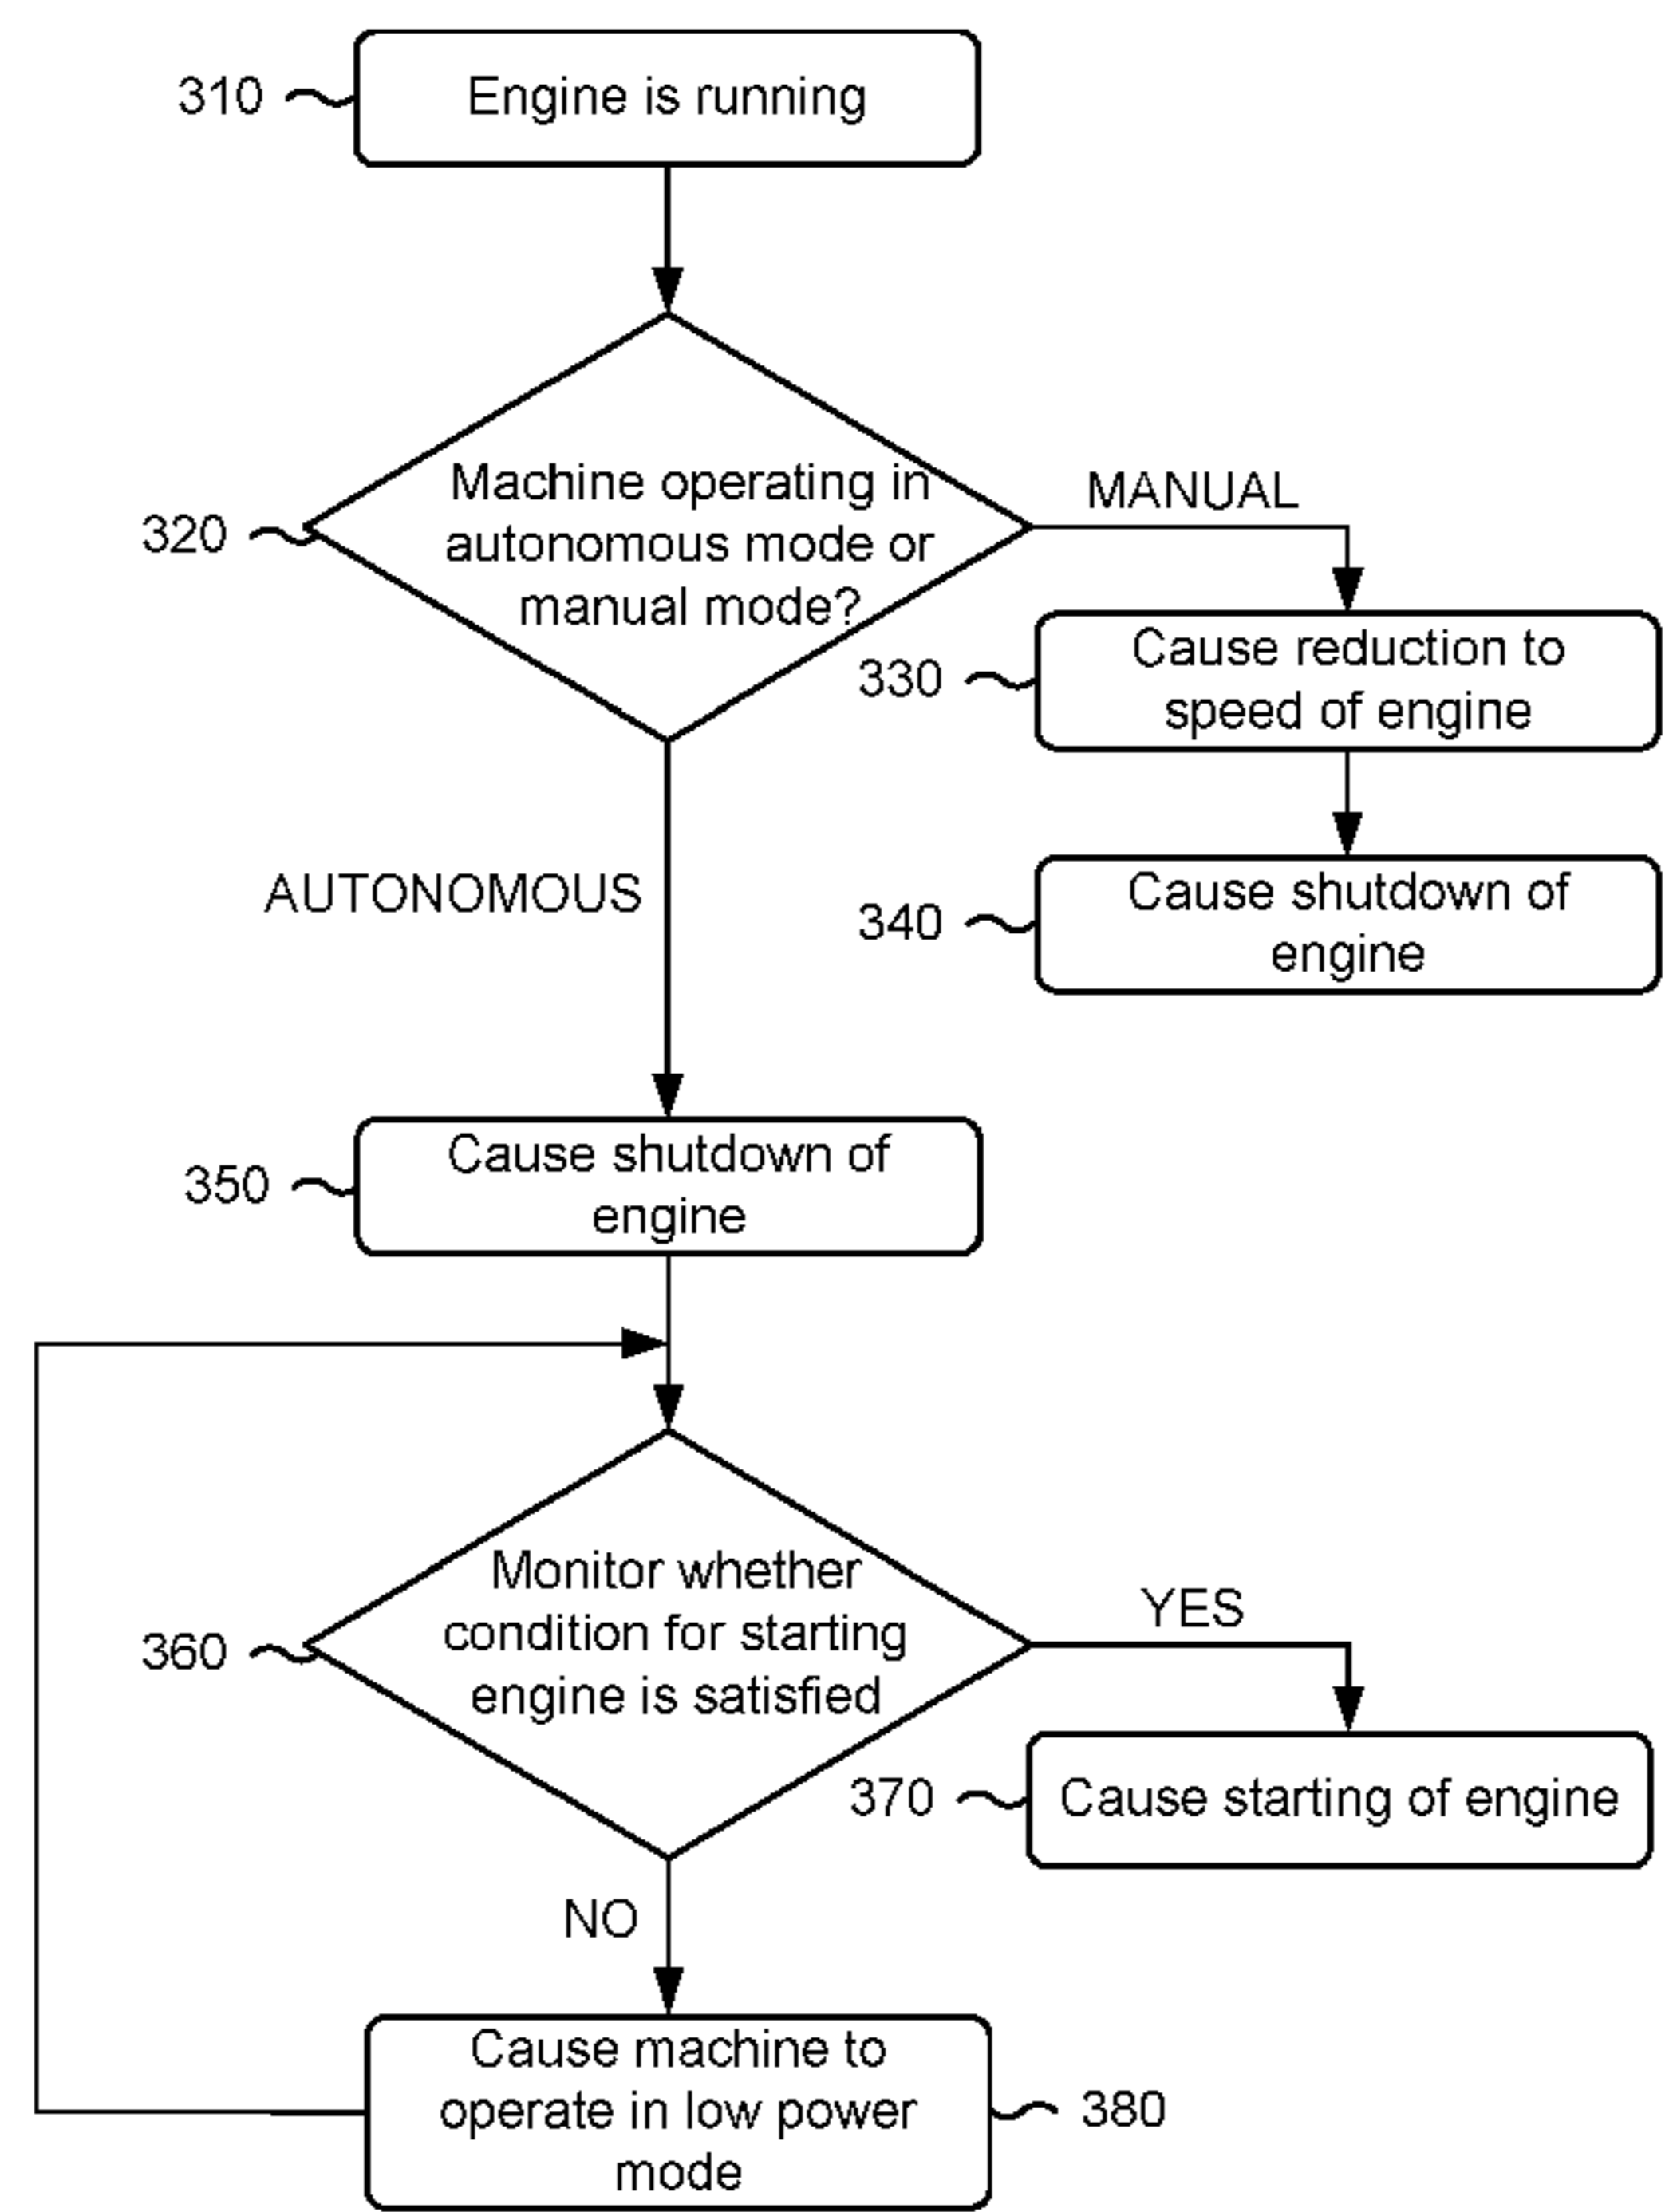 310
Engine is running
320
Machine operating in
autonomous mode or
manual mode?
MANUAL
330
Cause reduction to
speed of engine
340
Cause shutdown of
engine
AUTONOMOUS
350
Cause shutdown of
engine
360
Monitor whether
condition for starting
engine is satisfied
YES
370
Cause starting of engine
NO
Cause machine to
operate in low power
mode
380